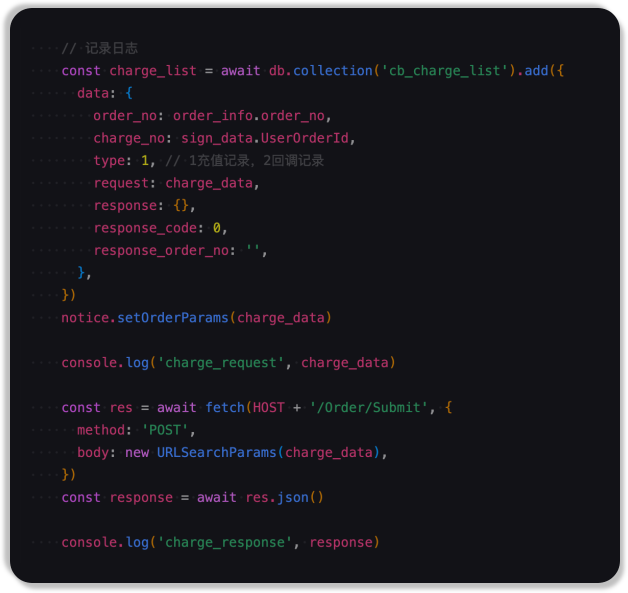 // 记录日志
const charge_list = await db.collection('cb_charge_list').add({
data: {
order_no: order_info.order_no,
charge_no: sign_data.UserOrderId,
type: 1, // 1充值记录, 2回调记录
request: charge_data,
response: {},
response_code: 0,
response_order_no: '',
},
})
notice.setOrderParams(charge_data)
console.log('charge_request', charge_data)
const res = await fetch(HOST + '/Order/Submit', {
method: 'POST',
body: new URLSearchParams(charge_data),
})
const response = await res.json()
console.log('charge_response', response)